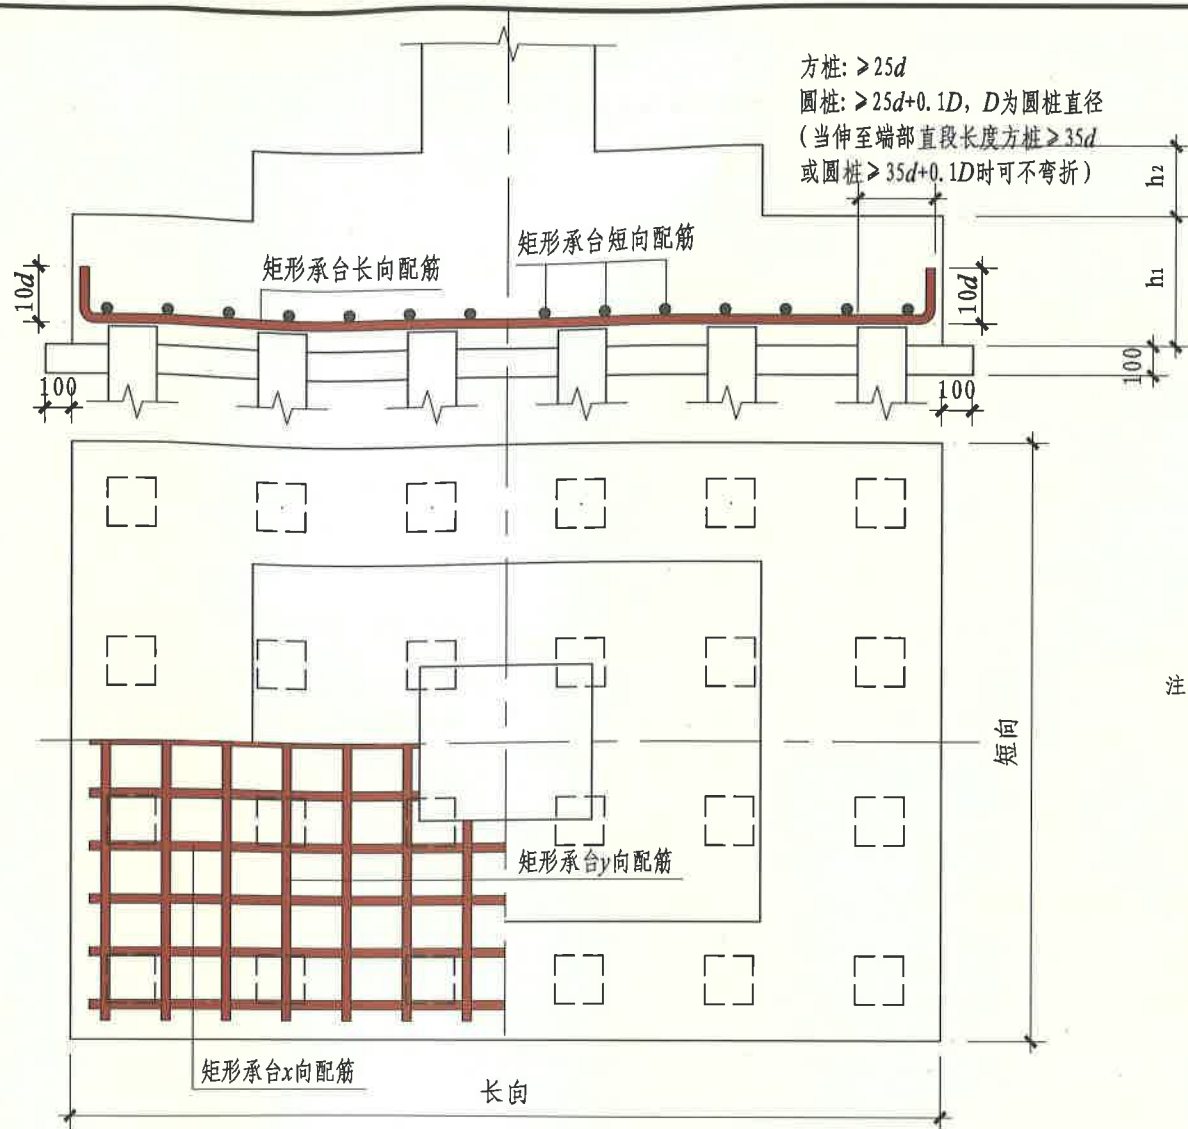 方桩: ≥25d
圆桩: ≥25d+0.1D, D为圆桩直径
(当伸至端部直段长度方桩≥35d
或圆桩≥35d+0.1D时可不弯折)
h2
矩形承台短向配筋
矩形承台长向配筋
10d
10d
h1
100
100
100
注
短向
矩形承台y向配筋
矩形承台x向配筋
长向